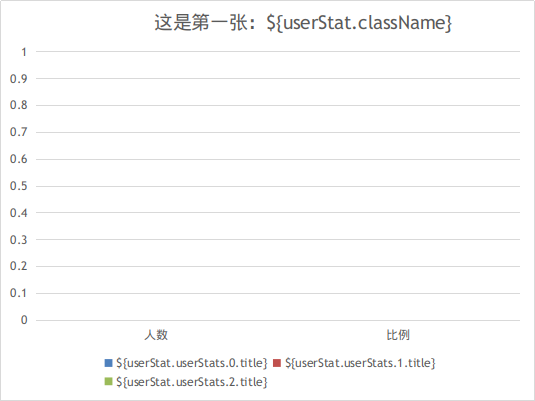 这是第一张：${userStat.className}
1
0.9
0.8
0.7
0.6
0.5
0.4
0.3
0.2
0.1
0
人数 比例
${userStat.userStats.0.title} ${userStat.userStats.1.title}
${userStat.userStats.2.title}